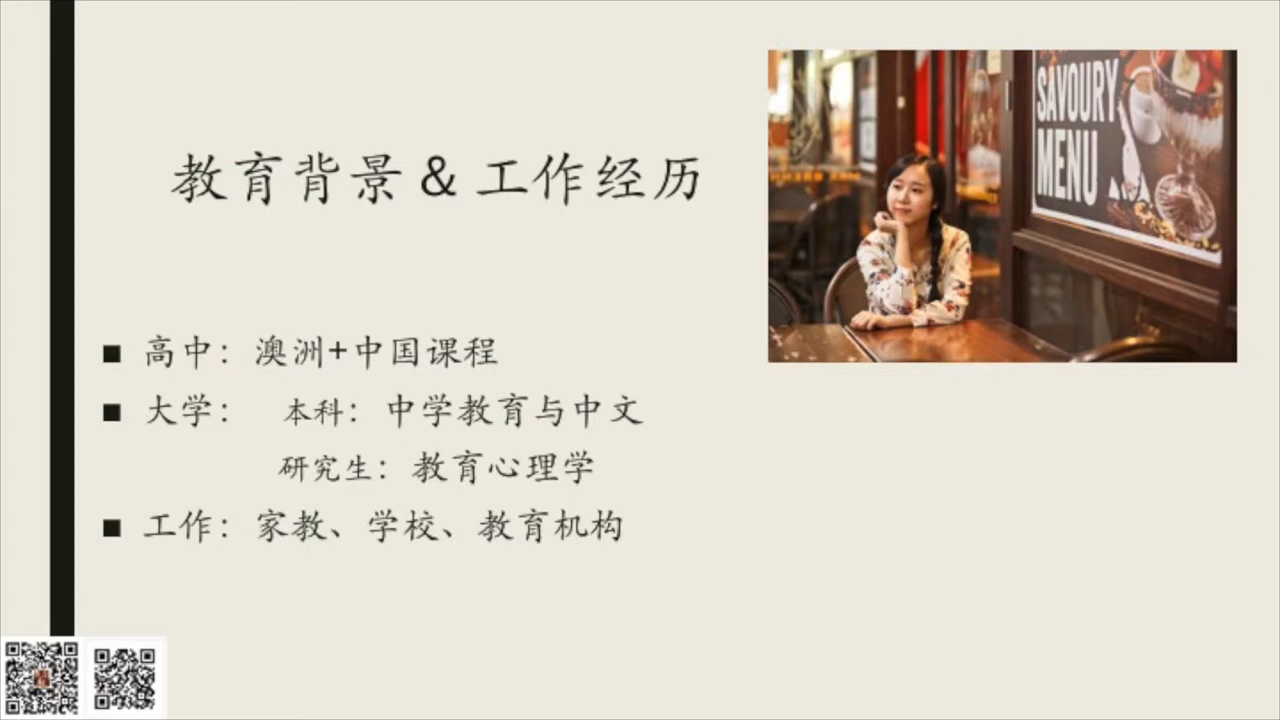 教育背景 & 工作经历
SAVOURY
MENU
■ 高中：澳洲+中国课程
■ 大学： 本科：中学教育与中文
研究生：教育心理学
■ 工作：家教、学校、教育机构